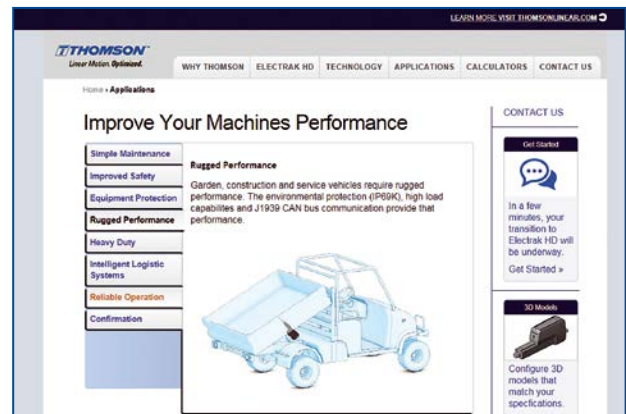 LEARN MORE VISIT THOMSONLINEAR.COM
THOMSON
Linear Motion. Optimized.
WHY THOMSON
ELECTRAK HD
TECHNOLOGY
APPLICATIONS
CALCULATORS
CONTACT US
Home › Applications
Improve Your Machines Performance
Simple Maintenance
Improved Safety
Equipment Protection
Rugged Performance
Heavy Duty
Intelligent Logistic
Systems
Reliable Operation
Confirmation
Rugged Performance
Garden, construction and service vehicles require rugged
performance. The environmental protection (IP69K), high load
capabilites and J1939 CAN bus communication provide that
performance.
CONTACT US
Get Started
In a few
minutes, your
transition to
Electrak HD will
be underway.
Get Started »
3D Models
Configure 3D
models that
match your
specfications.